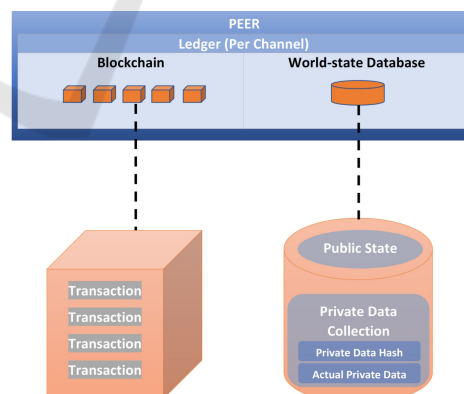 PEER
Ledger (Per Channel)
Blockchain
World-state Database
Transaction
Transaction
Transaction
Transaction
Public State
Private Data
Collection
Private Data Hash
Actual Private Data